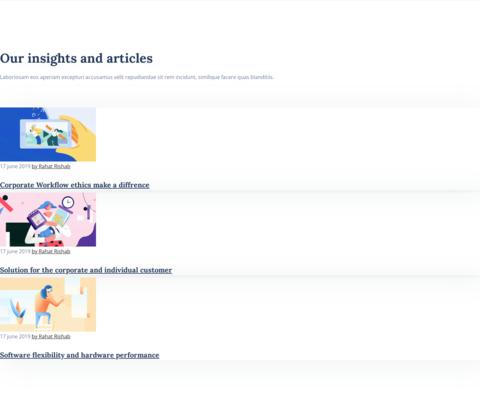 Our insights and articles
Laboriosam eos aperiam excepturi accusamus velit repudiandae sit rem incidunt, similique facere quas blanditiis.
17 june 2019 by Rahat Rishab
Corporate Workflow ethics make a diffrence
17 june 2019 by Rahat Rishab
Solution for the corporate and individual customer
17 june 2019 by Rahat Rishab
Software flexibility and hardware performance